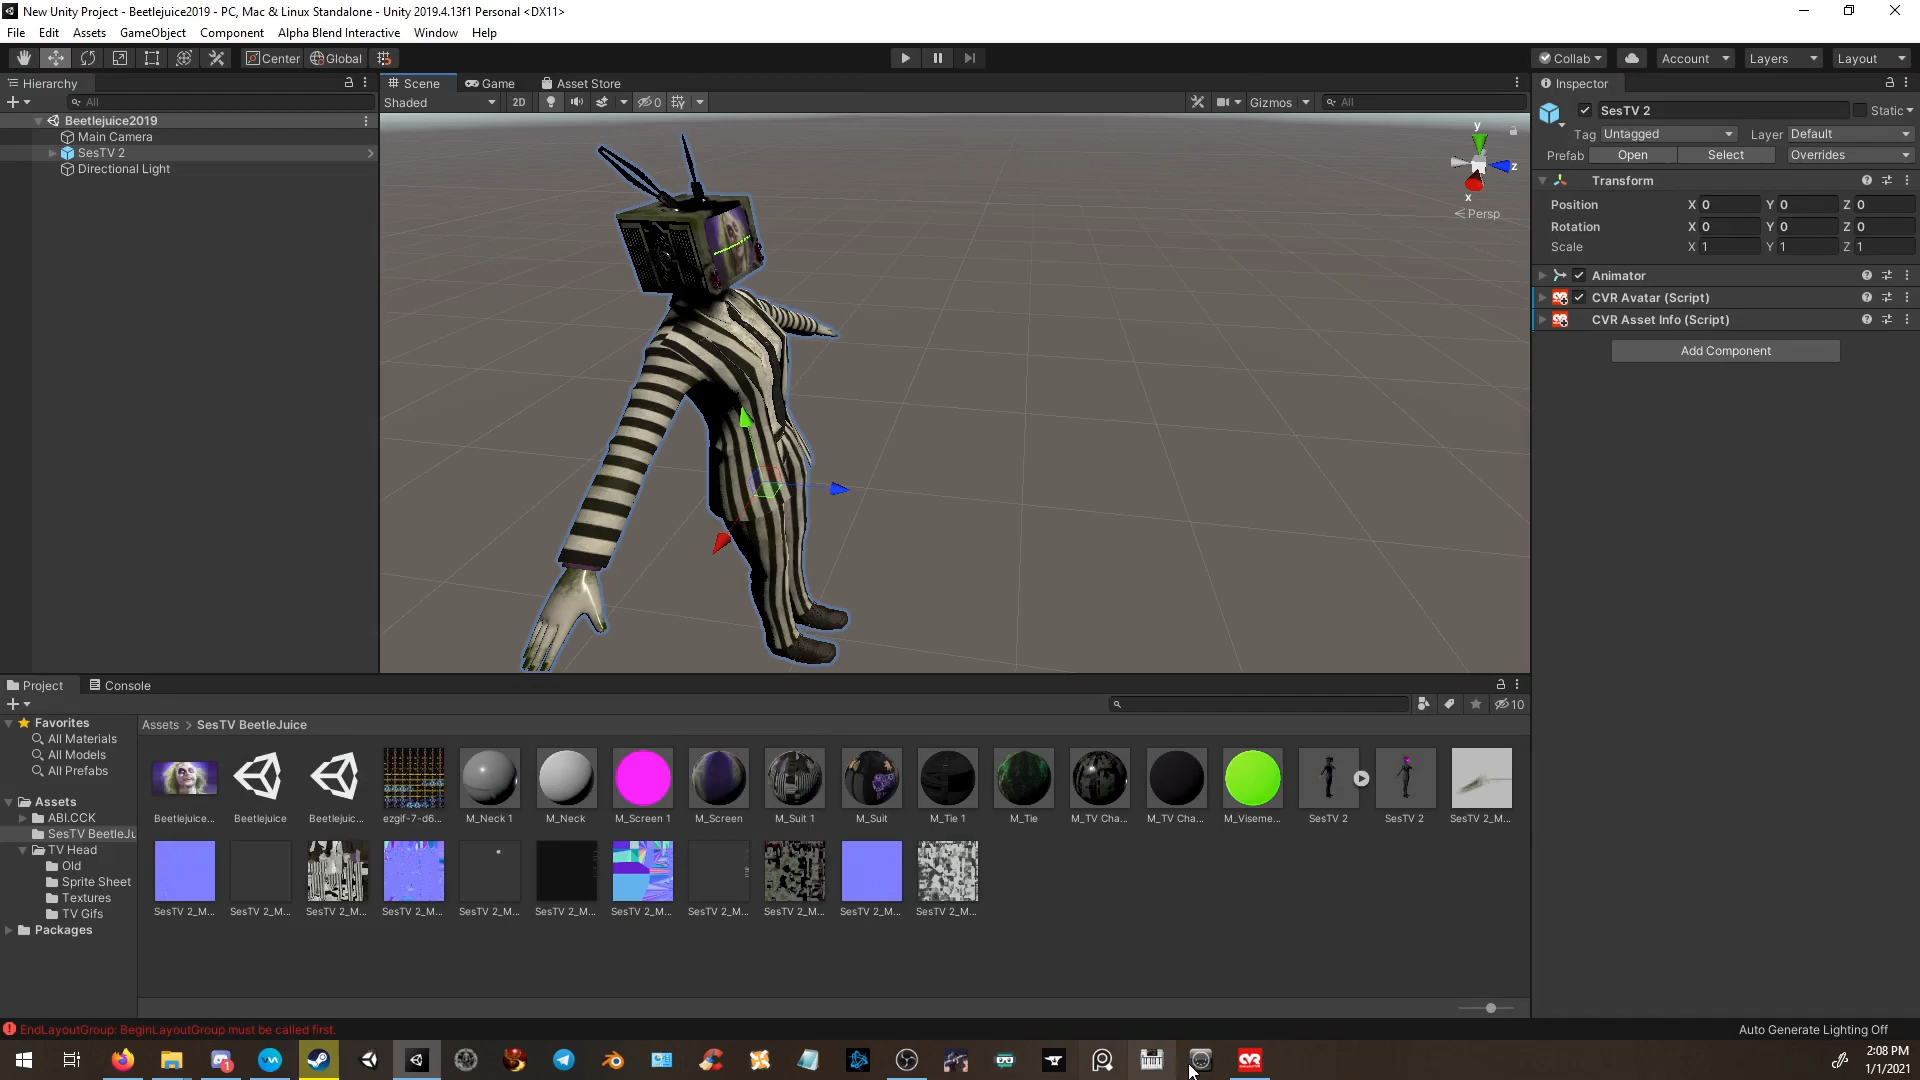 New Unity Project - Beetlejuice2019 - PC, Mac & Linux Standalone - Unity 2019.4.13f1 Personal <DX11>
File Edit Assets GameObject Component Alpha Blend Interactive Window Help
Center Global Collab Account Layers Layout
Hierarchy
All
Beetlejuice2019
Main Camera
SesTV 2
Directional Light
Scene Game Asset Store
Shaded 2D 0 Gizmos All
y
z
x
Persp
Inspector
SesTV 2 Static
Tag Untagged Layer Default
Prefab Open Select Overrides
Transform
Position X 0 Y 0 Z 0
Rotation X 0 Y 0 Z 0
Scale X 1 Y 1 Z 1
Animator
CVR Avatar (Script)
CVR Asset Info (Script)
Add Component
Project Console
10
Favorites
All Materials
All Models
All Prefabs
Assets
ABI.CCK
SesTV BeetleJu
TV Head
Old
Sprite Sheet
Textures
TV Gifs
Packages
Assets > SesTV BeetleJuice
Beetlejuice... Beetlejuice Beetlejuic... ezgif-7-d6... M_Neck 1 M_Neck M_Screen 1 M_Screen M_Suit 1 M_Suit M_Tie 1 M_Tie M_TV Cha... M_TV Cha... M_Viseme... SesTV 2 SesTV 2 SesTV 2_M...
SesTV 2_M... SesTV 2_M... SesTV 2_M... SesTV 2_M... SesTV 2_M... SesTV 2_M... SesTV 2_M... SesTV 2_M... SesTV 2_M... SesTV 2_M... SesTV 2_M...
EndLayoutGroup: BeginLayoutGroup must be called first.
Auto Generate Lighting Off
CVR
2:08 PM
1/1/2021